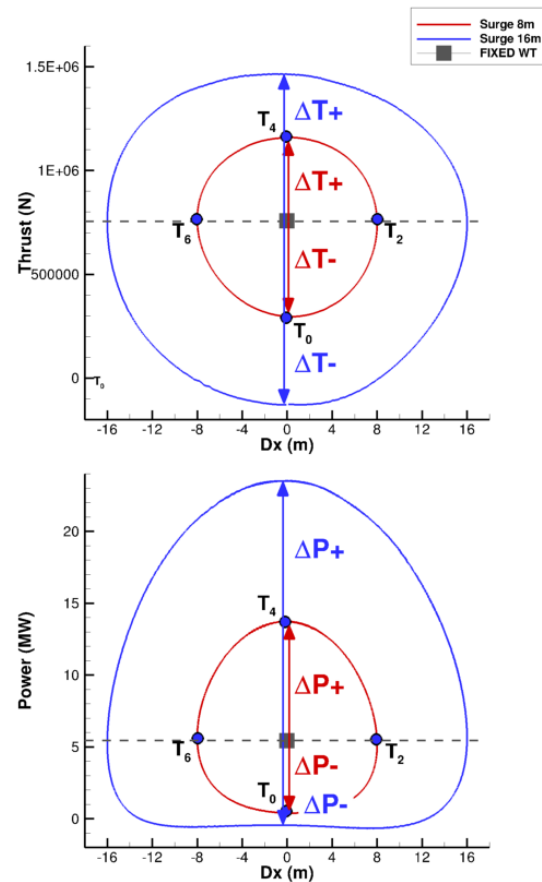 Surge 8m
Surge 16m
FIXED WT
1.5E+06
1E+06
500000
0
Thrust (N)
T4
ΔT+
ΔT+
T6
T2
ΔT-
T0
ΔT-
T0
-16 -12 -8 -4 0 4 8 12 16
Dx (m)
20
15
10
5
0
Power (MW)
ΔP+
T4
ΔP+
T6
T2
ΔP-
T0
ΔP-
-16 -12 -8 -4 0 4 8 12 16
Dx (m)